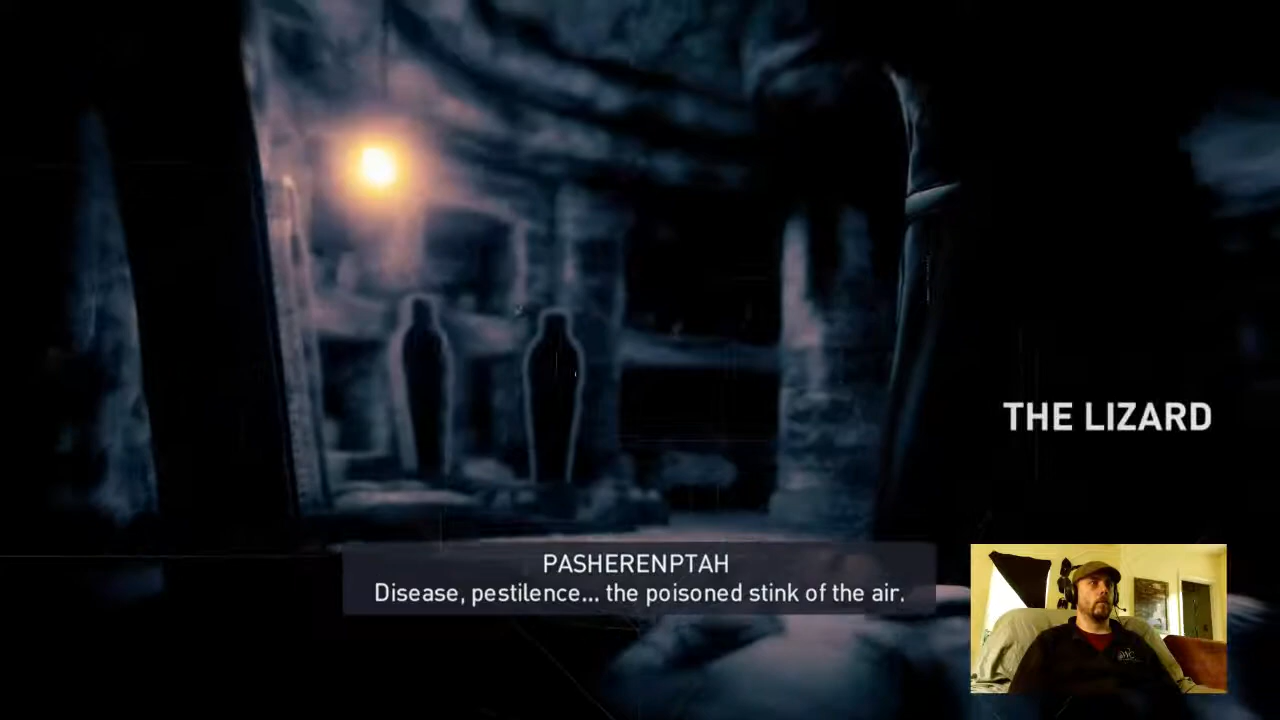 THE LIZARD
PASHERENPTAH
Disease, pestilence... the poisoned stink of the air.